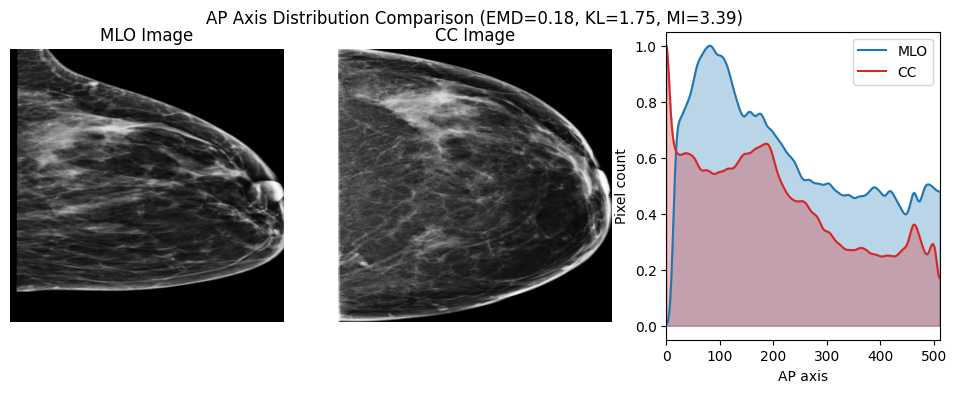 AP Axis Distribution Comparison (EMD=0.18, KL=1.75, MI=3.39)
MLO Image
CC Image
MLO
CC
Pixel count
1.0
0.8
0.6
0.4
0.2
0.0
0 100 200 300 400 500
AP axis